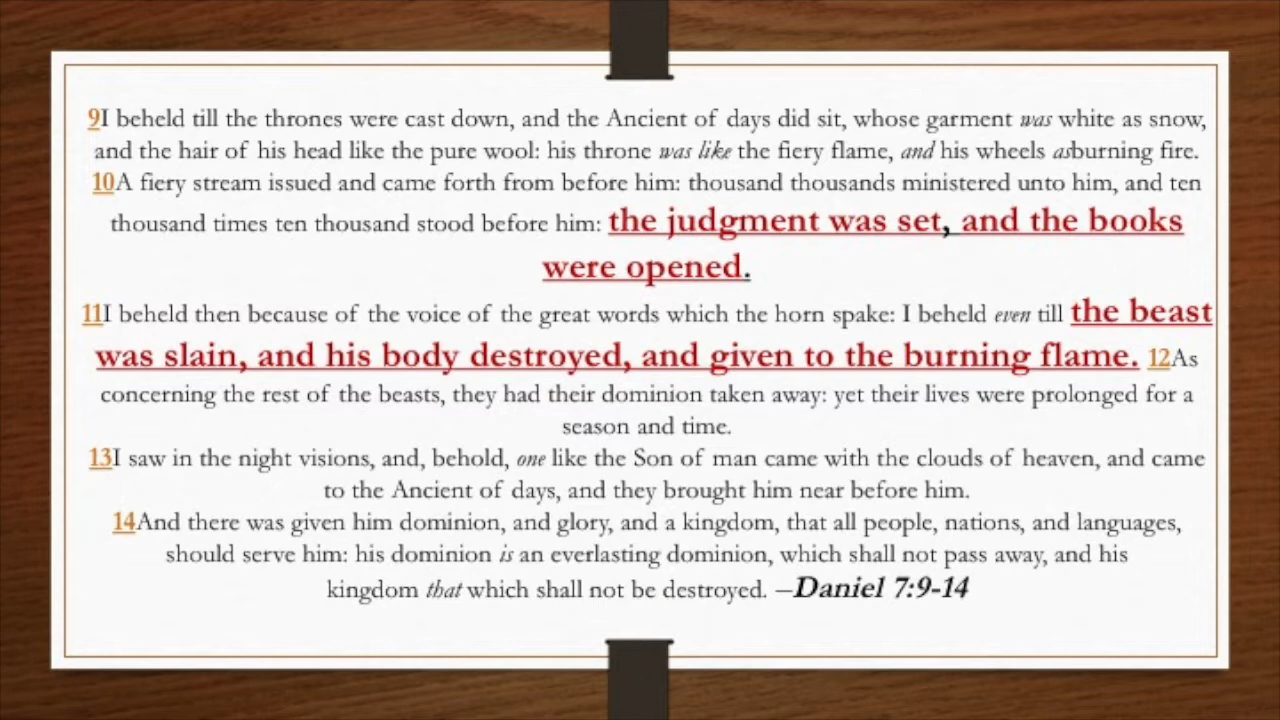 9I beheld till the thrones were cast down, and the Ancient of days did sit, whose garment was white as snow,
and the hair of his head like the pure wool: his throne was like the fiery flame, and his wheels asburning fire.
10A fiery stream issued and came forth from before him: thousand thousands ministered unto him, and ten
thousand times ten thousand stood before him: the judgment was set, and the books
were opened.
11I beheld then because of the voice of the great words which the horn spake: I beheld even till the beast
was slain, and his body destroyed, and given to the burning flame. 12As
concerning the rest of the beasts, they had their dominion taken away: yet their lives were prolonged for a
season and time.
13I saw in the night visions, and, behold, one like the Son of man came with the clouds of heaven, and came
to the Ancient of days, and they brought him near before him.
14And there was given him dominion, and glory, and a kingdom, that all people, nations, and languages,
should serve him: his dominion is an everlasting dominion, which shall not pass away, and his
kingdom that which shall not be destroyed. –Daniel 7:9-14